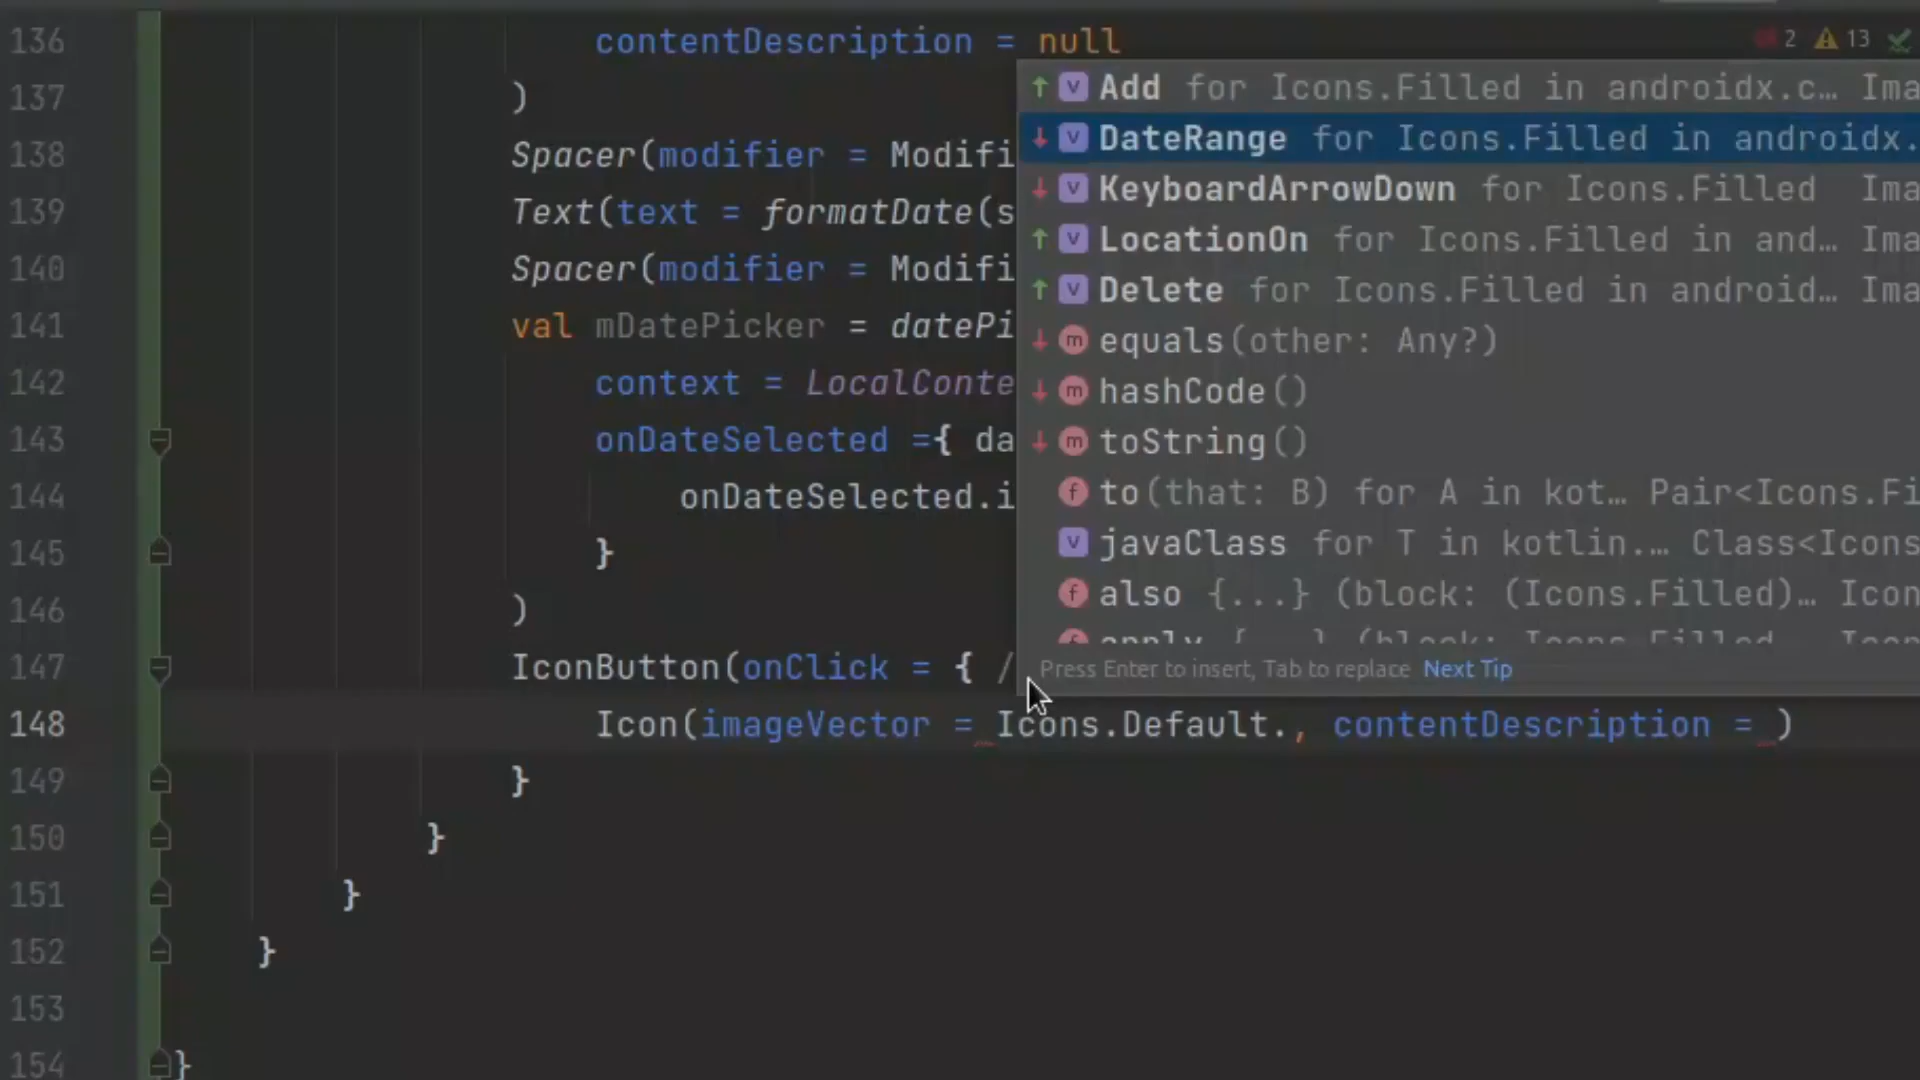 136 contentDescription = null
2 13
137 )
138 Spacer(modifier = Modifi
139 Text(text = formatDate(s
140 Spacer(modifier = Modifi
141 val mDatePicker = datePi
142 context = LocalConte
143 onDateSelected ={ da
144 onDateSelected.i
145 }
146 )
147 IconButton(onClick = { /
148 Icon(imageVector = Icons.Default., contentDescription = )
149 }
150 }
151 }
152 }
153
154 }
Add for Icons.Filled in androidx.c… Ima
DateRange for Icons.Filled in androidx.
KeyboardArrowDown for Icons.Filled Ima
LocationOn for Icons.Filled in and… Ima
Delete for Icons.Filled in android… Ima
equals(other: Any?)
hashCode()
toString()
to(that: B) for A in kot… Pair<Icons.Fi
javaClass for T in kotlin.… Class<Icons
also {...} (block: (Icons.Filled)… Icon
apply {...} (block: Icons.Filled… Icon
Press Enter to insert, Tab to replace Next Tip